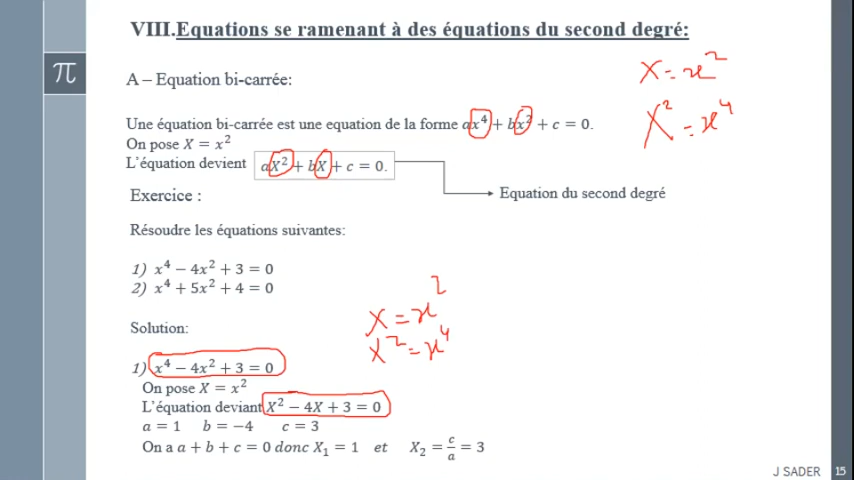 VIII.Equations se ramenant à des équations du second degré:
π
A – Equation bi-carrée:
X = x²
X² = x⁴
Une équation bi-carrée est une equation de la forme ax⁴ + bx² + c = 0.
On pose X = x²
L'équation devient aX² + bX + c = 0.
Equation du second degré
Exercice :
Résoudre les équations suivantes:
1) x⁴ − 4x² + 3 = 0
2) x⁴ + 5x² + 4 = 0
X = x²
X² = x⁴
Solution:
1) x⁴ − 4x² + 3 = 0
On pose X = x²
L'équation deviant X² − 4X + 3 = 0
a = 1 b = −4 c = 3
On a a + b + c = 0 donc X₁ = 1 et X₂ = c/a = 3
J SADER 15